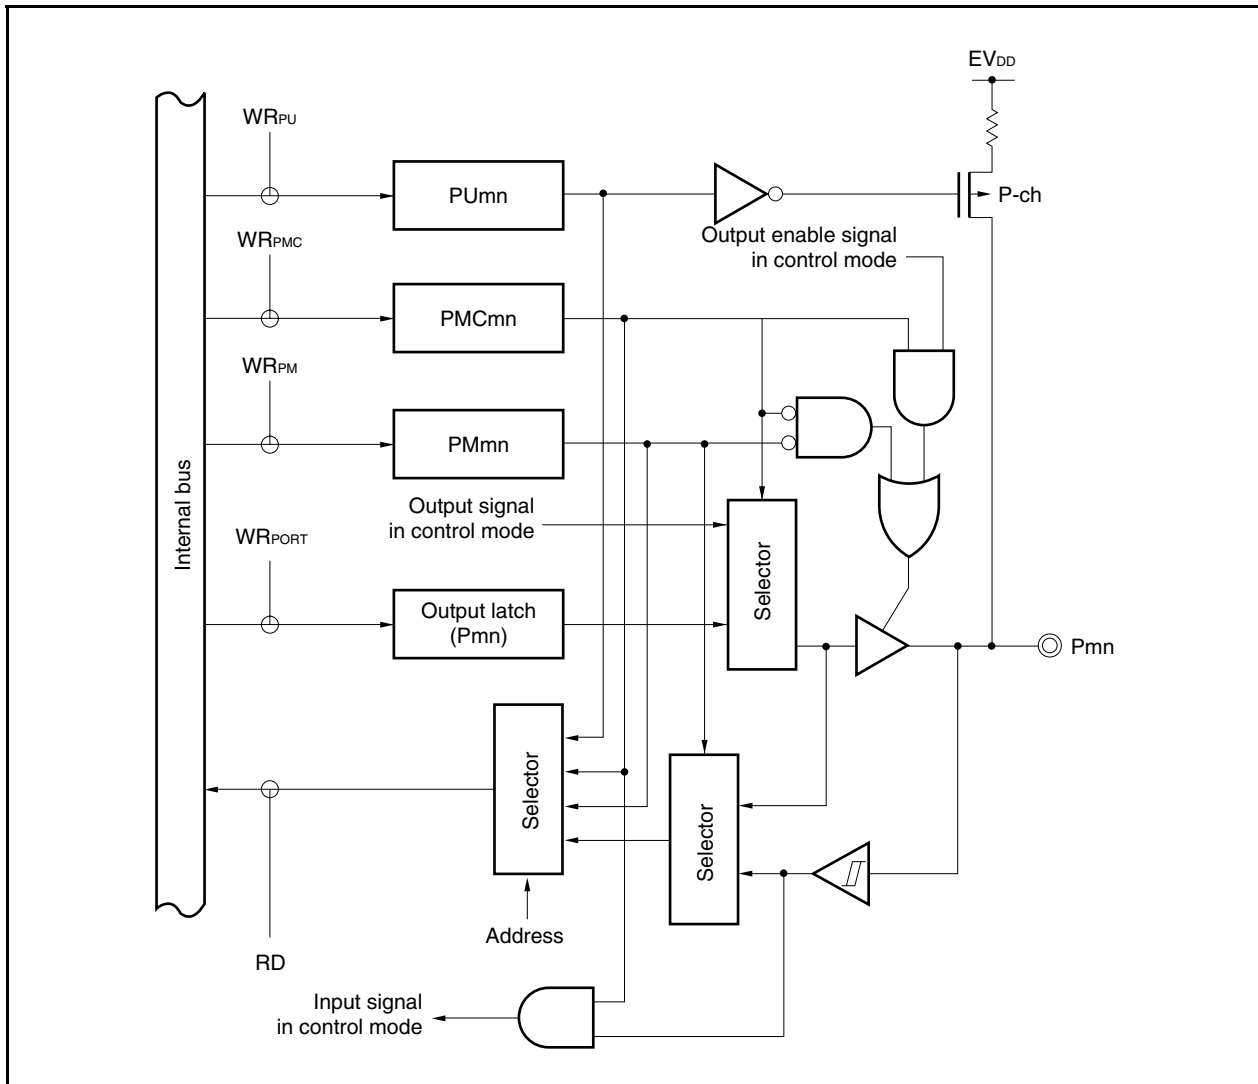 EVDD
WRPU
PUmn
P-ch
Output enable signal
in control mode
WRPMC
PMCmn
WRPM
PMmn
Internal bus
Output signal
in control mode
Selector
WRPORT
Output latch
(Pmn)
Pmn
Selector
Selector
Address
RD
Input signal
in control mode